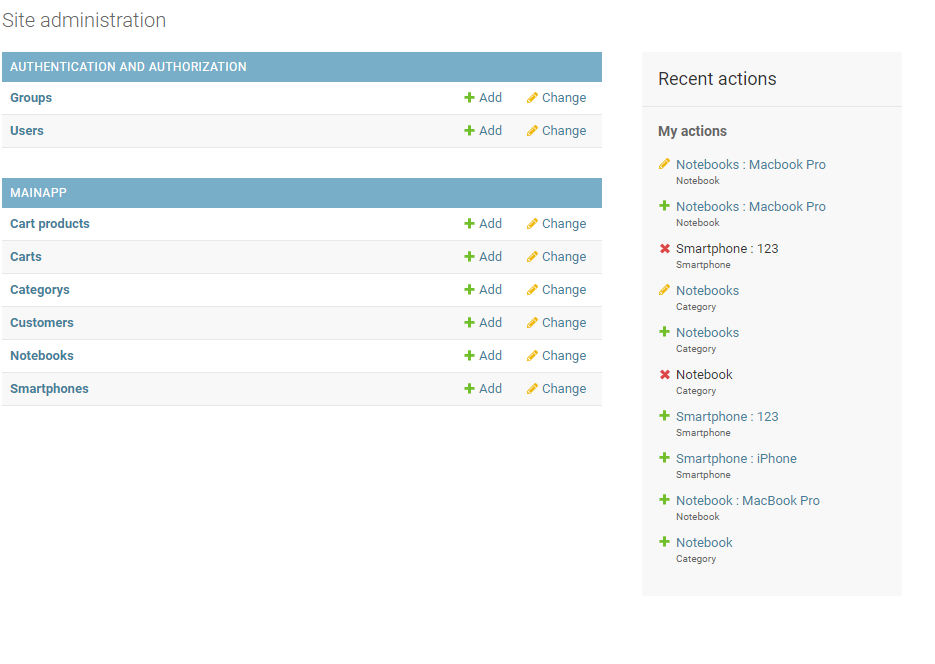 Site administration
AUTHENTICATION AND AUTHORIZATION
Groups Add Change
Users Add Change
MAINAPP
Cart products Add Change
Carts Add Change
Categorys Add Change
Customers Add Change
Notebooks Add Change
Smartphones Add Change
Recent actions
My actions
Notebooks : Macbook Pro
Notebook
Notebooks : Macbook Pro
Notebook
Smartphone : 123
Smartphone
Notebooks
Category
Notebooks
Category
Notebook
Category
Smartphone : 123
Smartphone
Smartphone : iPhone
Smartphone
Notebook : MacBook Pro
Notebook
Notebook
Category